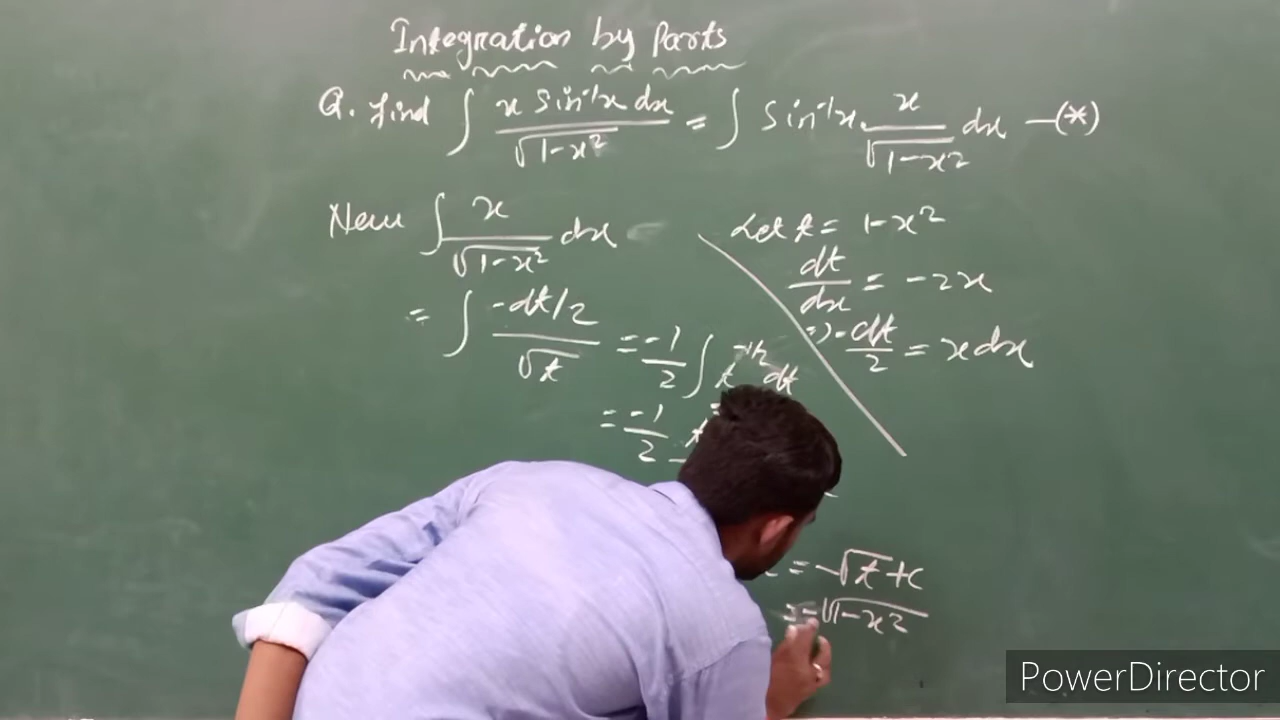 Integration by Parts
Q. find ∫ x sin⁻¹x dx / √1-x² = ∫ sin⁻¹x. x / √1-x² dx —(*)
Now ∫ x / √1-x² dx
Let t = 1-x²
dt/dx = -2x
= ∫ -dt/2 / √t = -1/2 ∫ t^-1/2 dt
⇒ -dt/2 = x dx
= -1/2
= -√t + c
= -√1-x²
PowerDirector